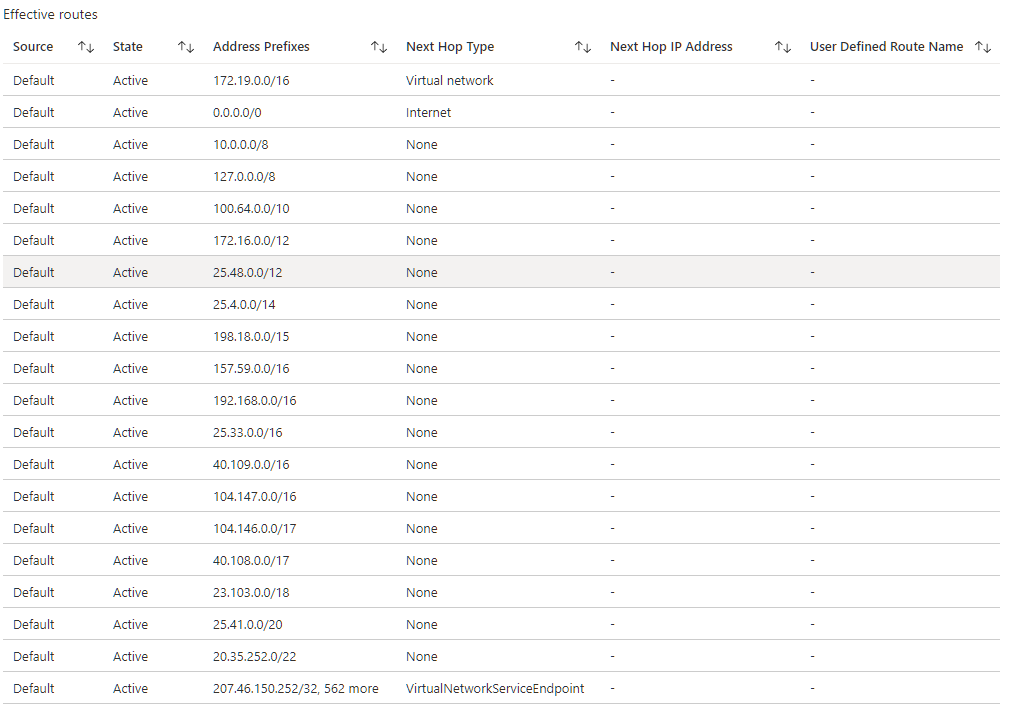 Effective routes
Source ↑↓ State ↑↓ Address Prefixes ↑↓ Next Hop Type ↑↓ Next Hop IP Address ↑↓ User Defined Route Name ↑↓
Default Active 172.19.0.0/16 Virtual network - -
Default Active 0.0.0.0/0 Internet - -
Default Active 10.0.0.0/8 None - -
Default Active 127.0.0.0/8 None - -
Default Active 100.64.0.0/10 None - -
Default Active 172.16.0.0/12 None - -
Default Active 25.48.0.0/12 None - -
Default Active 25.4.0.0/14 None - -
Default Active 198.18.0.0/15 None - -
Default Active 157.59.0.0/16 None - -
Default Active 192.168.0.0/16 None - -
Default Active 25.33.0.0/16 None - -
Default Active 40.109.0.0/16 None - -
Default Active 104.147.0.0/16 None - -
Default Active 104.146.0.0/17 None - -
Default Active 40.108.0.0/17 None - -
Default Active 23.103.0.0/18 None - -
Default Active 25.41.0.0/20 None - -
Default Active 20.35.252.0/22 None - -
Default Active 207.46.150.252/32, 562 more VirtualNetworkServiceEndpoint - -